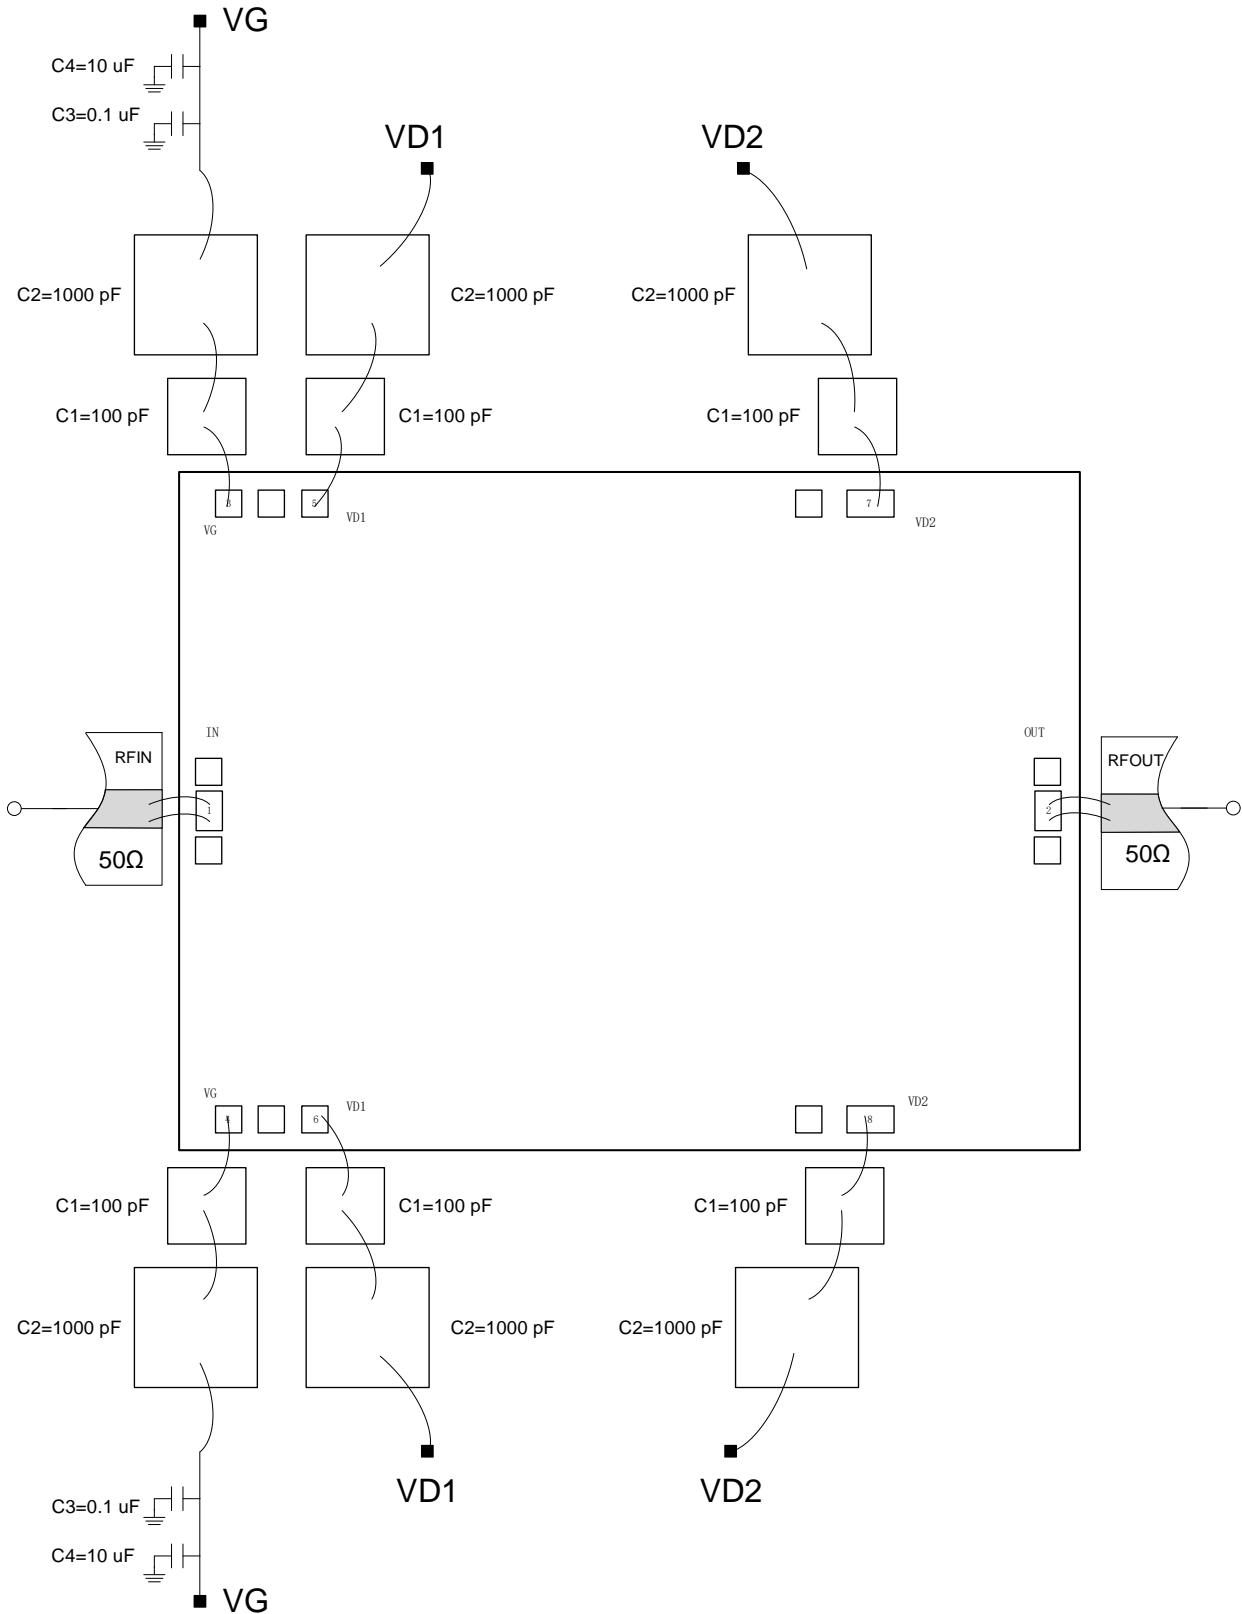 VG
C4=10 uF
C3=0.1 uF
VD1
VD2
C2=1000 pF
C2=1000 pF
C2=1000 pF
C1=100 pF
C1=100 pF
C1=100 pF
3
5
7
VG
VD1
VD2
IN
OUT
RFIN
RFOUT
1
2
50Ω
50Ω
VG
VD1
VD2
4
6
8
C1=100 pF
C1=100 pF
C1=100 pF
C2=1000 pF
C2=1000 pF
C2=1000 pF
VD1
VD2
C3=0.1 uF
C4=10 uF
VG